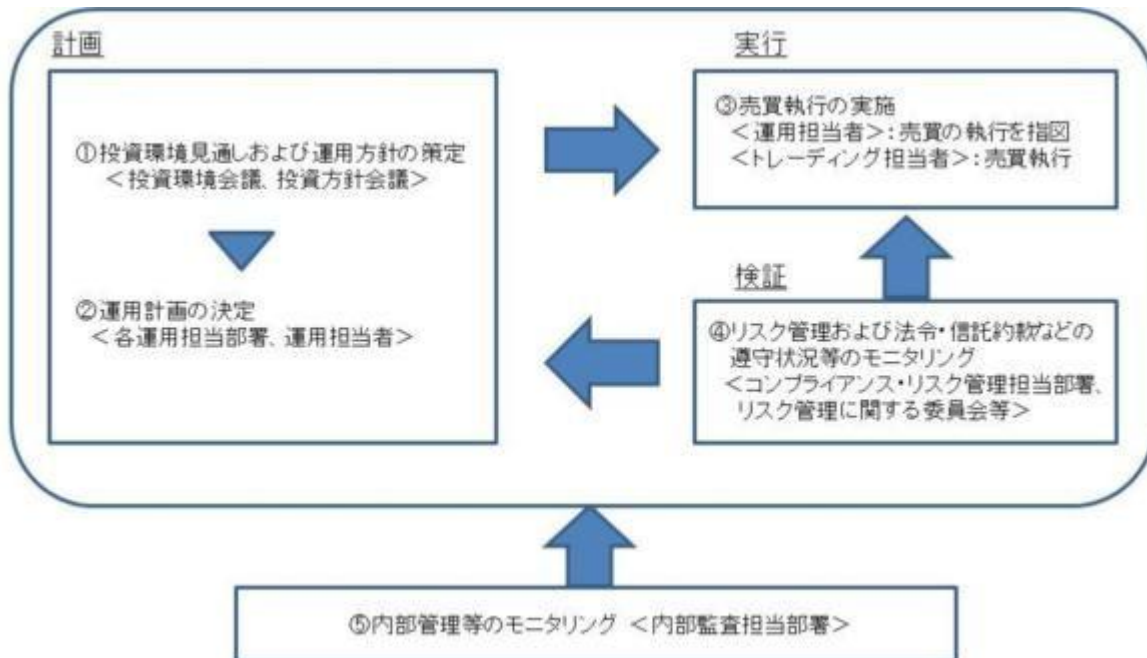 計画
①投資環境見通しおよび運用方針の策定
＜投資環境会議、投資方針会議＞
②運用計画の決定
＜各運用担当部署、運用担当者＞
実行
③売買執行の実施
＜運用担当者＞：売買の執行を指図
＜トレーディング担当者＞：売買執行
検証
④リスク管理および法令・信託約款などの
遵守状況等のモニタリング
＜コンプライアンス・リスク管理担当部署、
リスク管理に関する委員会等＞
⑤内部管理等のモニタリング ＜内部監査担当部署＞